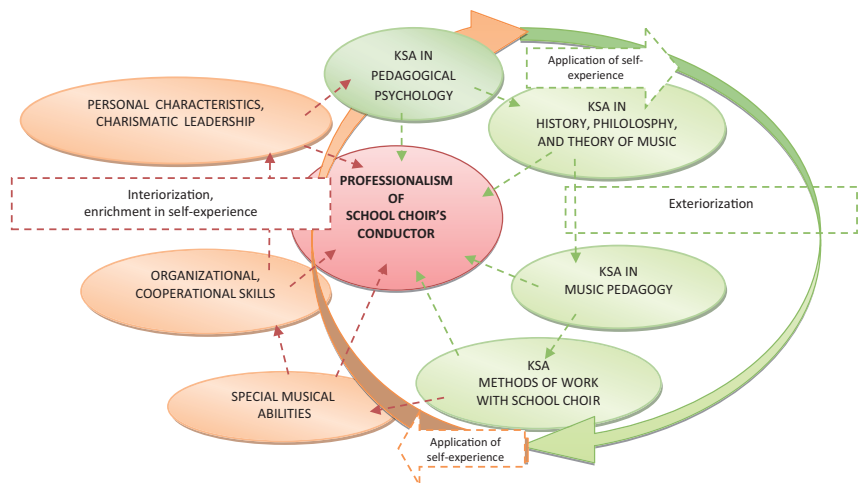 KSA IN
PEDAGOGICAL
PSYCHOLOGY
Application of self-
experience
PERSONAL CHARACTERISTICS,
CHARISMATIC LEADERSHIP
KSA IN
HISTORY, PHILOLOSPHY,
AND THEORY OF MUSIC
Interiorization,
enrichment in self-experience
PROFESSIONALISM
OF
SCHOOL CHOIR'S
CONDUCTOR
Exteriorization
ORGANIZATIONAL,
COOPERATIONAL SKILLS
KSA IN
MUSIC PEDAGOGY
SPECIAL MUSICAL
ABILITIES
KSA
METHODS OF WORK
WITH SCHOOL CHOIR
Application of
self-experience